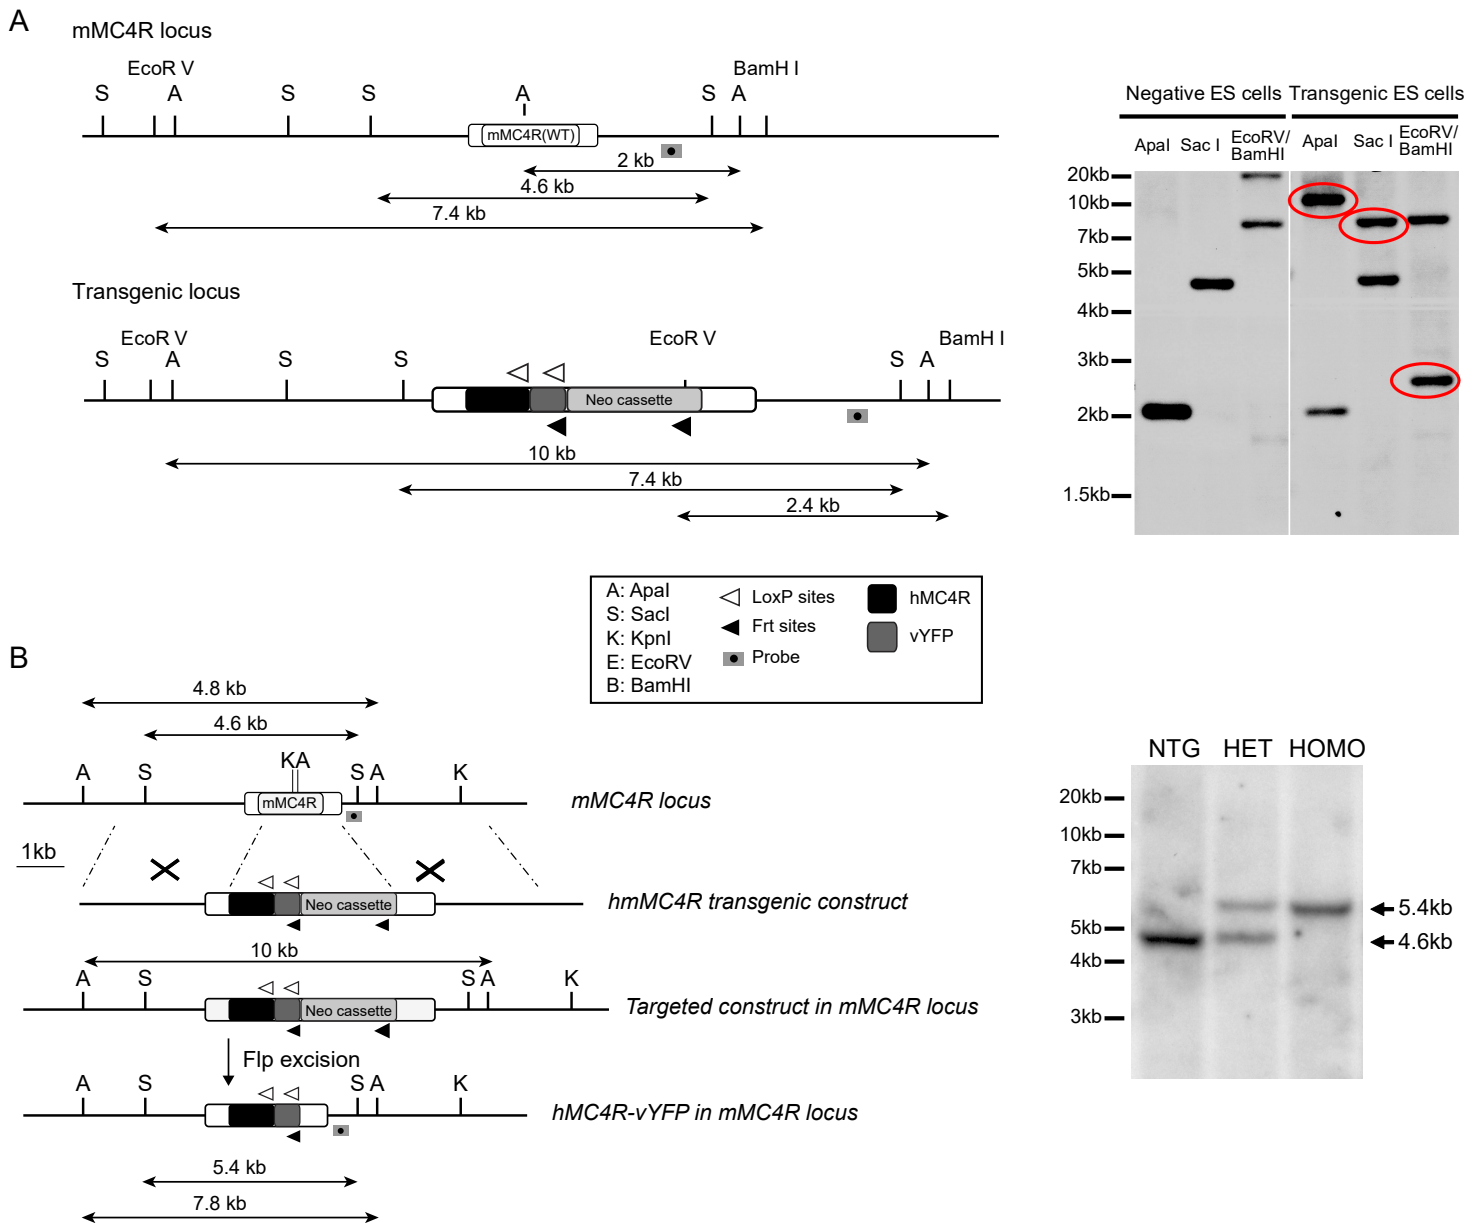 A
mMC4R locus
EcoR V
BamH I
S
A
S
S
A
S
A
mMC4R(WT)
2 kb
4.6 kb
7.4 kb
Transgenic locus
EcoR V
EcoR V
BamH I
S
A
S
S
S
A
Neo cassette
10 kb
7.4 kb
2.4 kb
Negative ES cells
Transgenic ES cells
ApaI
Sac I
EcoRV/
BamHI
ApaI
Sac I
EcoRV/
BamHI
20kb
10kb
7kb
5kb
4kb
3kb
2kb
1.5kb
A: ApaI
S: SacI
K: KpnI
E: EcoRV
B: BamHI
LoxP sites
Frt sites
Probe
hMC4R
vYFP
B
4.8 kb
4.6 kb
A
S
KA
S
A
K
mMC4R
mMC4R locus
1kb
Neo cassette
hmMC4R transgenic construct
10 kb
A
S
S
A
K
Neo cassette
Targeted construct in mMC4R locus
Flp excision
A
S
S
A
K
hMC4R-vYFP in mMC4R locus
5.4 kb
7.8 kb
NTG
HET
HOMO
20kb
10kb
7kb
5kb
4kb
3kb
5.4kb
4.6kb